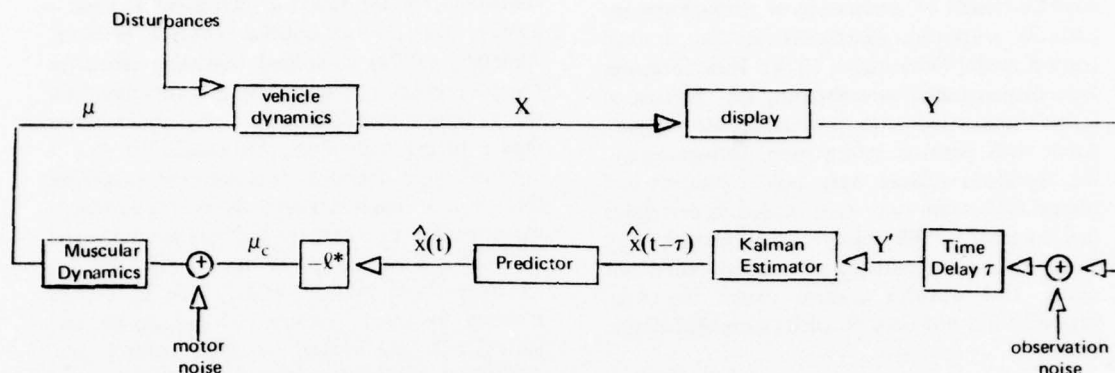 Disturbances
μ
vehicle
dynamics
X
display
Y
Muscular
Dynamics
+
μc
-ℓ*
x̂(t)
Predictor
x̂(t-τ)
Kalman
Estimator
Y'
Time
Delay τ
+
motor
noise
observation
noise